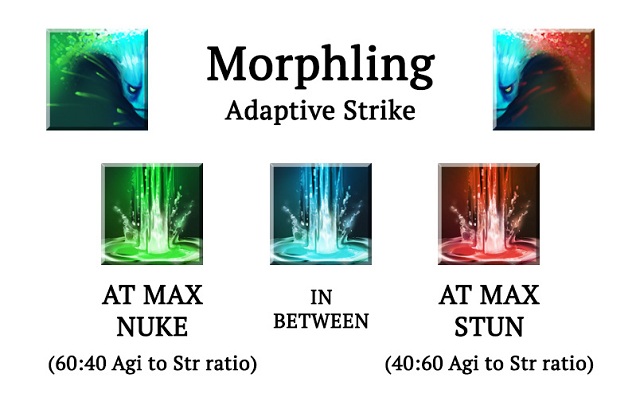 Morphling
Adaptive Strike
AT MAX
NUKE
(60:40 Agi to Str ratio)
IN
BETWEEN
AT MAX
STUN
(40:60 Agi to Str ratio)